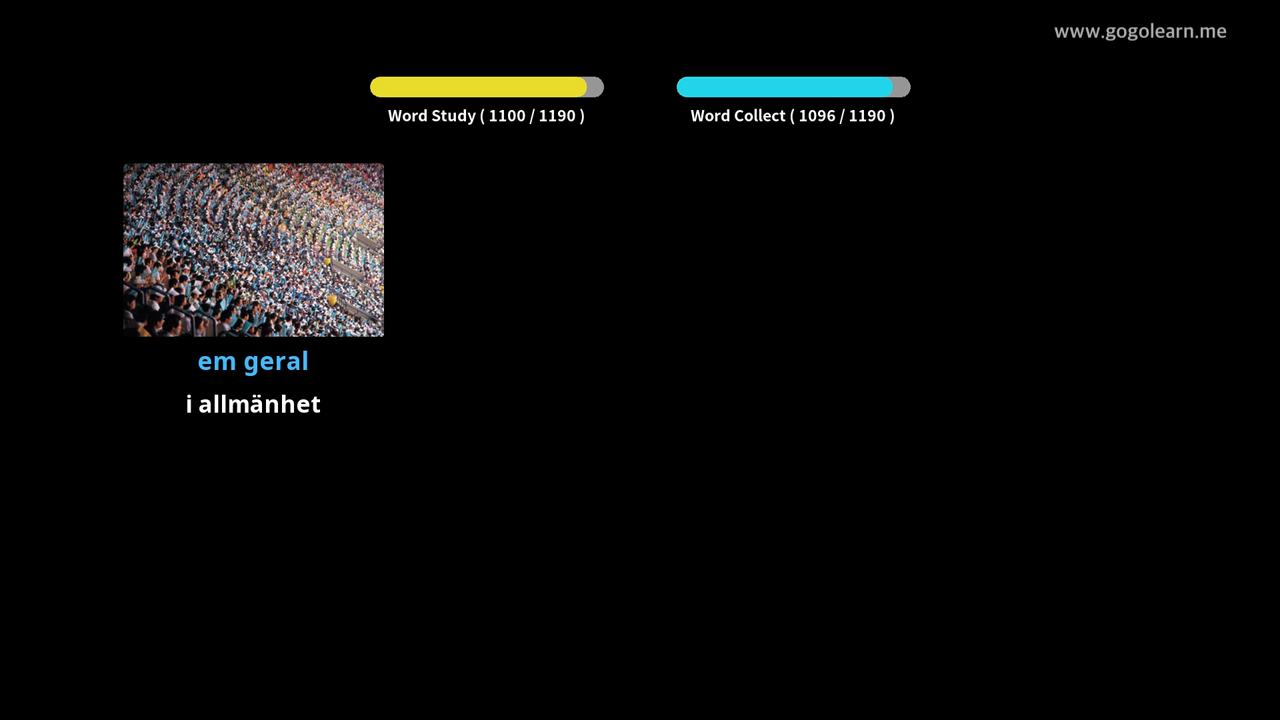 www.gogolearn.me
Word Study ( 1100 / 1190 )
Word Collect ( 1096 / 1190 )
em geral
i allmänhet